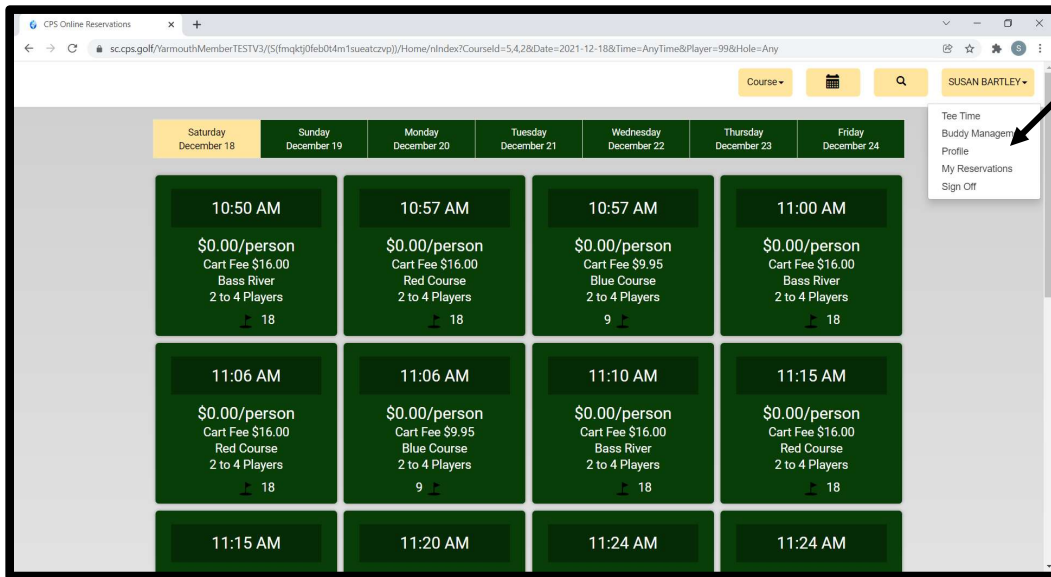 CPS Online Reservations
sc.cps.golf/YarmouthMemberTESTV3/(S(fmqktj0feb0t4m1sueatczvp))/Home/nIndex?CourseId=5,4,2&Date=2021-12-18&Time=AnyTime&Player=99&Hole=Any
S
Course
SUSAN BARTLEY
Tee Time
Buddy Managem
Profile
My Reservations
Sign Off
Saturday Sunday Monday Tuesday Wednesday Thursday Friday
December 18 December 19 December 20 December 21 December 22 December 23 December 24
10:50 AM 10:57 AM 10:57 AM 11:00 AM
$0.00/person $0.00/person $0.00/person $0.00/person
Cart Fee $16.00 Cart Fee $16.00 Cart Fee $9.95 Cart Fee $16.00
Bass River Red Course Blue Course Bass River
2 to 4 Players 2 to 4 Players 2 to 4 Players 2 to 4 Players
18 18 9 18
11:06 AM 11:06 AM 11:10 AM 11:15 AM
$0.00/person $0.00/person $0.00/person $0.00/person
Cart Fee $16.00 Cart Fee $9.95 Cart Fee $16.00 Cart Fee $16.00
Red Course Blue Course Bass River Red Course
2 to 4 Players 2 to 4 Players 2 to 4 Players 2 to 4 Players
18 9 18 18
11:15 AM 11:20 AM 11:24 AM 11:24 AM